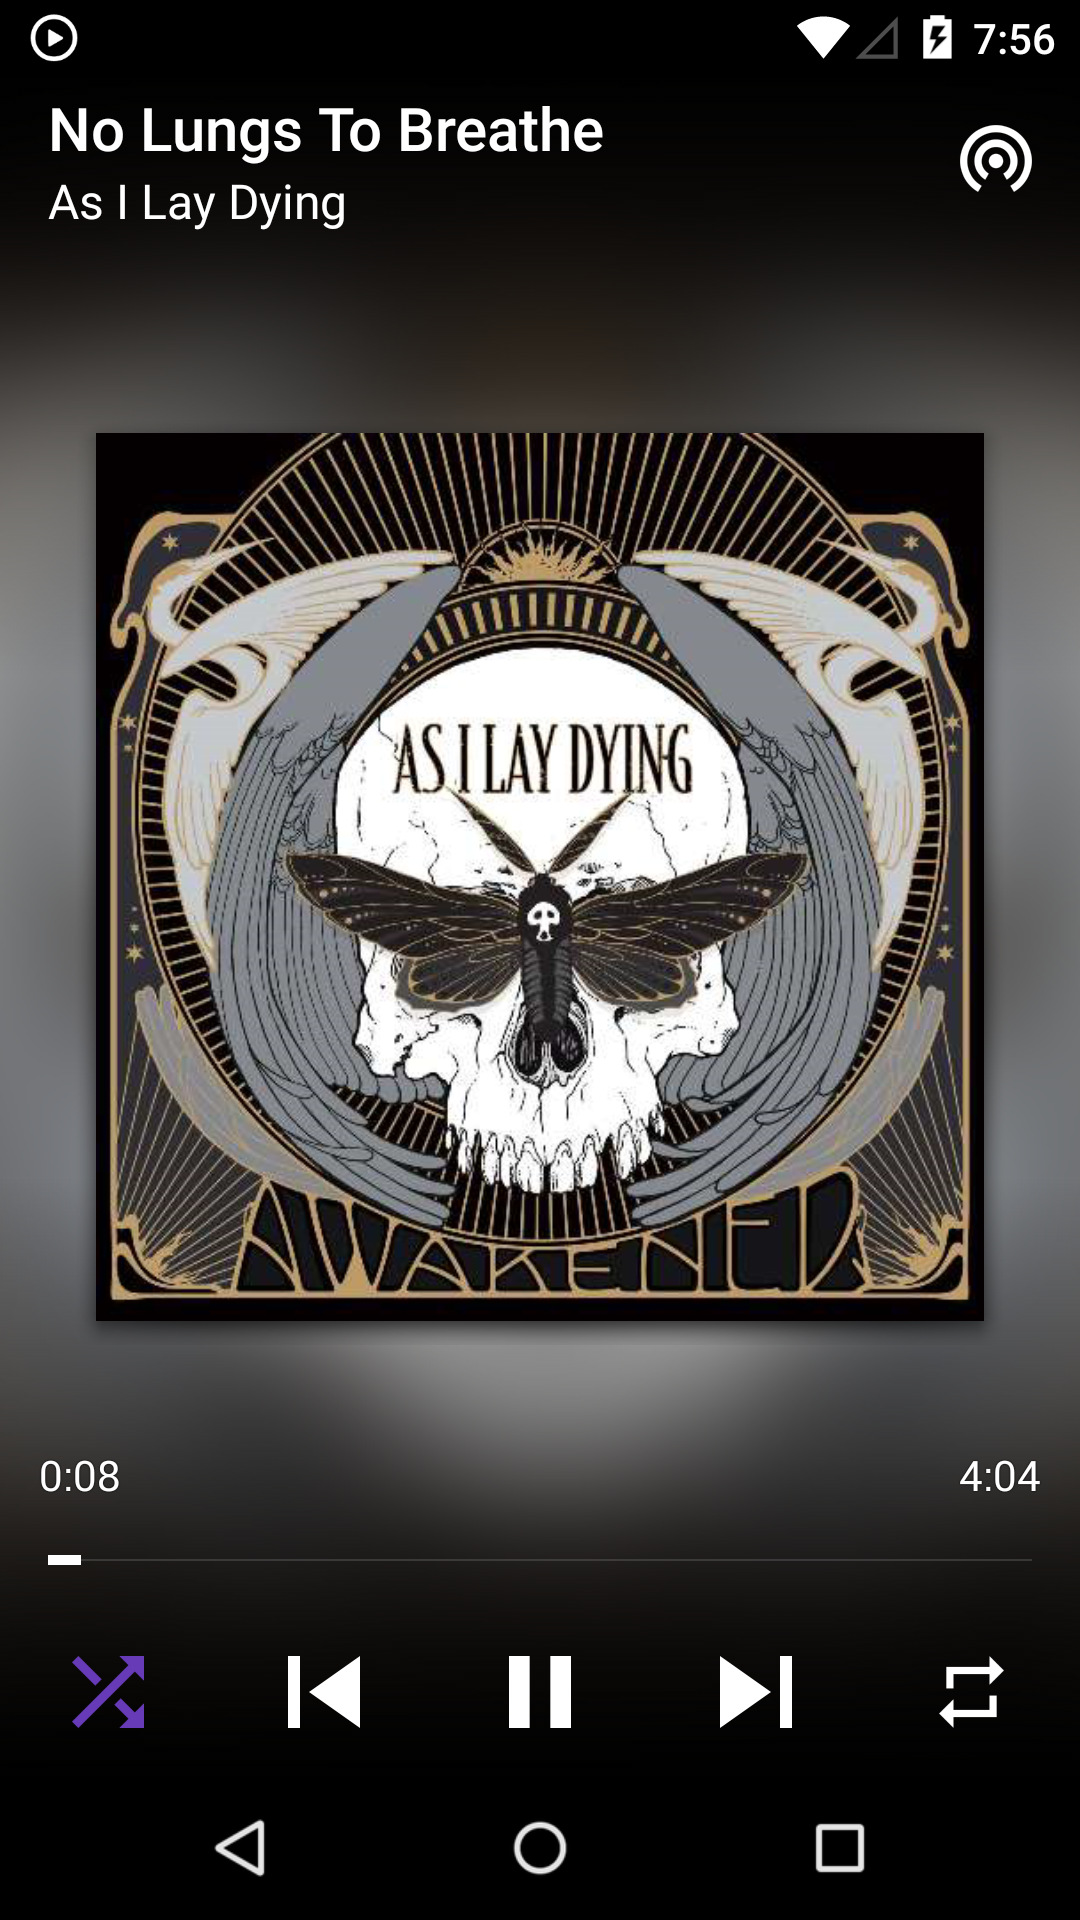 7:56
No Lungs To Breathe
As I Lay Dying
AS I LAY DYING
AWAKENED
0:08
4:04